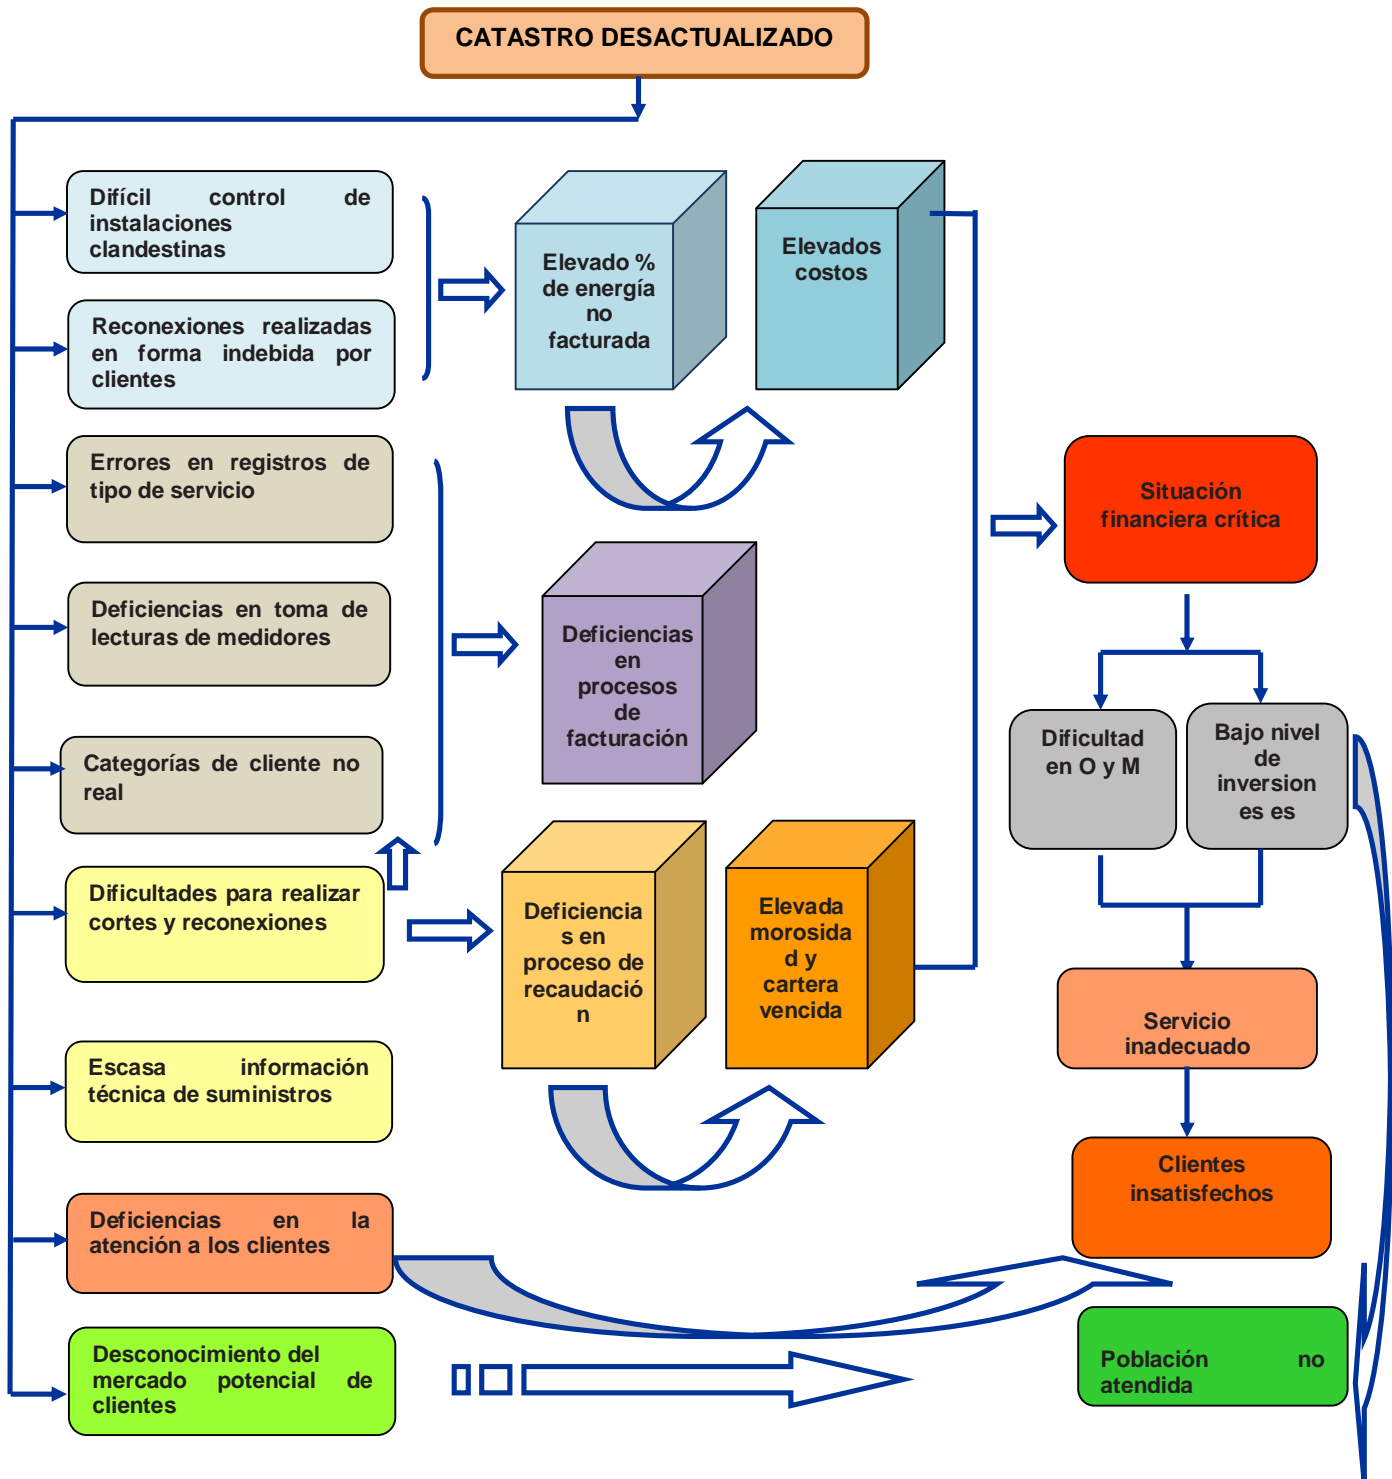 CATASTRO DESACTUALIZADO
Difícil control de
instalaciones
clandestinas
Reconexiones realizadas
en forma indebida por
clientes
Errores en registros de
tipo de servicio
Deficiencias en toma de
lecturas de medidores
Categorías de cliente no
real
Dificultades para realizar
cortes y reconexiones
Escasa información
técnica de suministros
Deficiencias en la
atención a los clientes
Desconocimiento del
mercado potencial de
clientes
Elevado %
de energía
no
facturada
Elevados
costos
Deficiencias
en
procesos
de
facturación
Deficiencia
s en
proceso de
recaudació
n
Elevada
morosida
d y
cartera
vencida
Situación
financiera crítica
Dificultad
en O y M
Bajo nivel
de
inversion
es es
Servicio
inadecuado
Clientes
insatisfechos
Población no
atendida